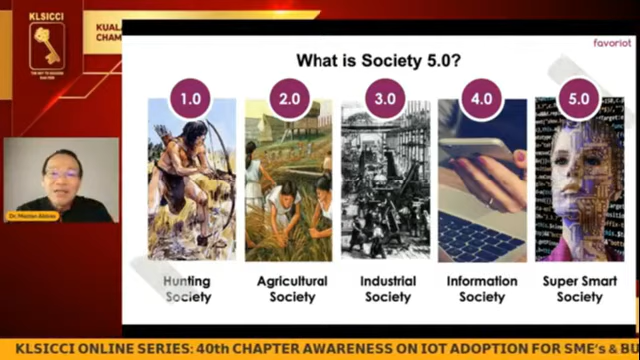 KLSICCI
THE KEY TO SUCCESS
KUALA
CHAM
favoriot
What is Society 5.0?
1.0
2.0
3.0
4.0
5.0
Hunting
Society
Agricultural
Society
Industrial
Society
Information
Society
Super Smart
Society
Dr. Mazlan Abbas
KLSICCI ONLINE SERIES: 40th CHAPTER AWARENESS ON IOT ADOPTION FOR SME's & BU